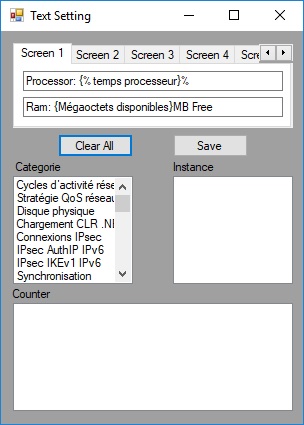 Text Setting
Screen 1 Screen 2 Screen 3 Screen 4 Scre
Processor: {% temps processeur}%
Ram: {Mégaoctets disponibles}MB Free
Clear All Save
Categorie Instance
Cycles d'activité rése
Stratégie QoS réseau
Disque physique
Chargement CLR .NE
Connexions IPsec
IPsec AuthIP IPv6
IPsec IKEv1 IPv6
Synchronisation
Counter